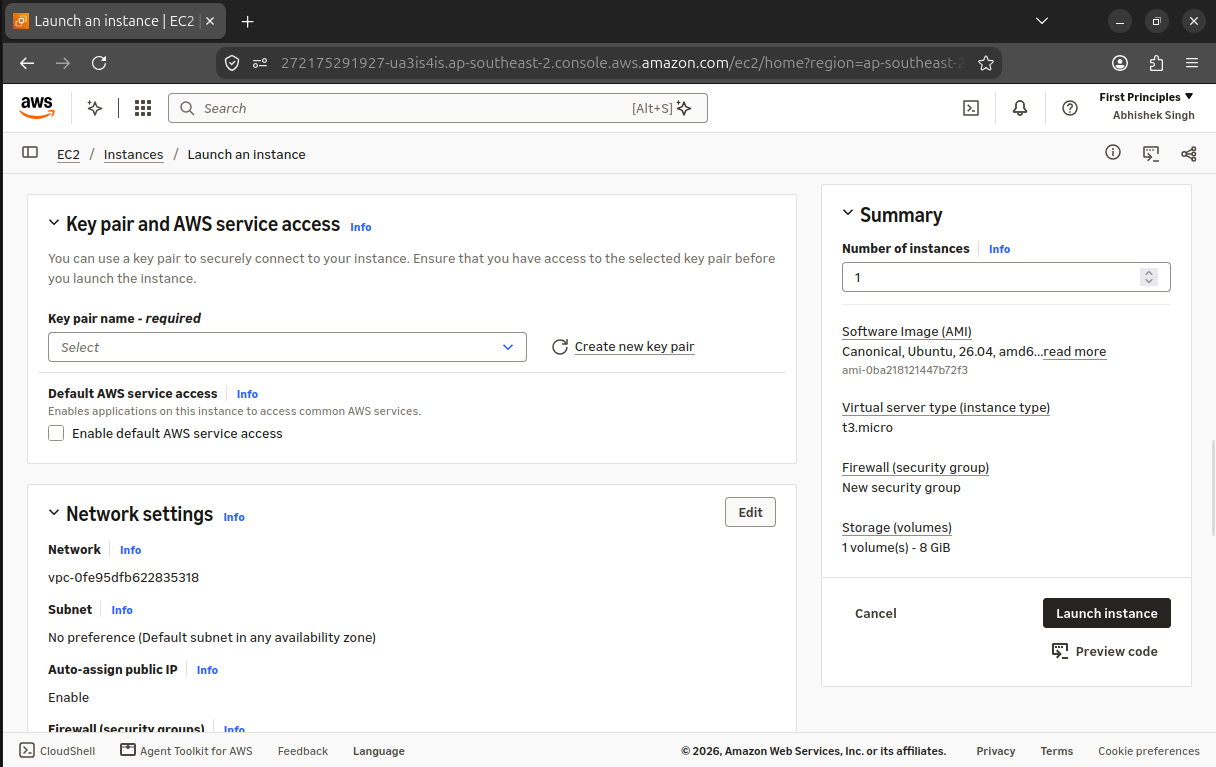 Launch an instance | EC2 |
272175291927-ua3is4is.ap-southeast-2.console.aws.amazon.com/ec2/home?region=ap-southeast-2
aws
Search [Alt+S]
First Principles
Abhishek Singh
EC2 / Instances / Launch an instance
Key pair and AWS service access Info
You can use a key pair to securely connect to your instance. Ensure that you have access to the selected key pair before
you launch the instance.
Key pair name - required
Select
Create new key pair
Default AWS service access Info
Enables applications on this instance to access common AWS services.
Enable default AWS service access
Network settings Info
Edit
Network Info
vpc-0fe95dfb622835318
Subnet Info
No preference (Default subnet in any availability zone)
Auto-assign public IP Info
Enable
Firewall (security groups) Info
Summary
Number of instances Info
1
Software Image (AMI)
Canonical, Ubuntu, 26.04, amd6...read more
ami-0ba218121447b72f3
Virtual server type (instance type)
t3.micro
Firewall (security group)
New security group
Storage (volumes)
1 volume(s) - 8 GiB
Cancel
Launch instance
Preview code
CloudShell Agent Toolkit for AWS Feedback Language
© 2026, Amazon Web Services, Inc. or its affiliates. Privacy Terms Cookie preferences